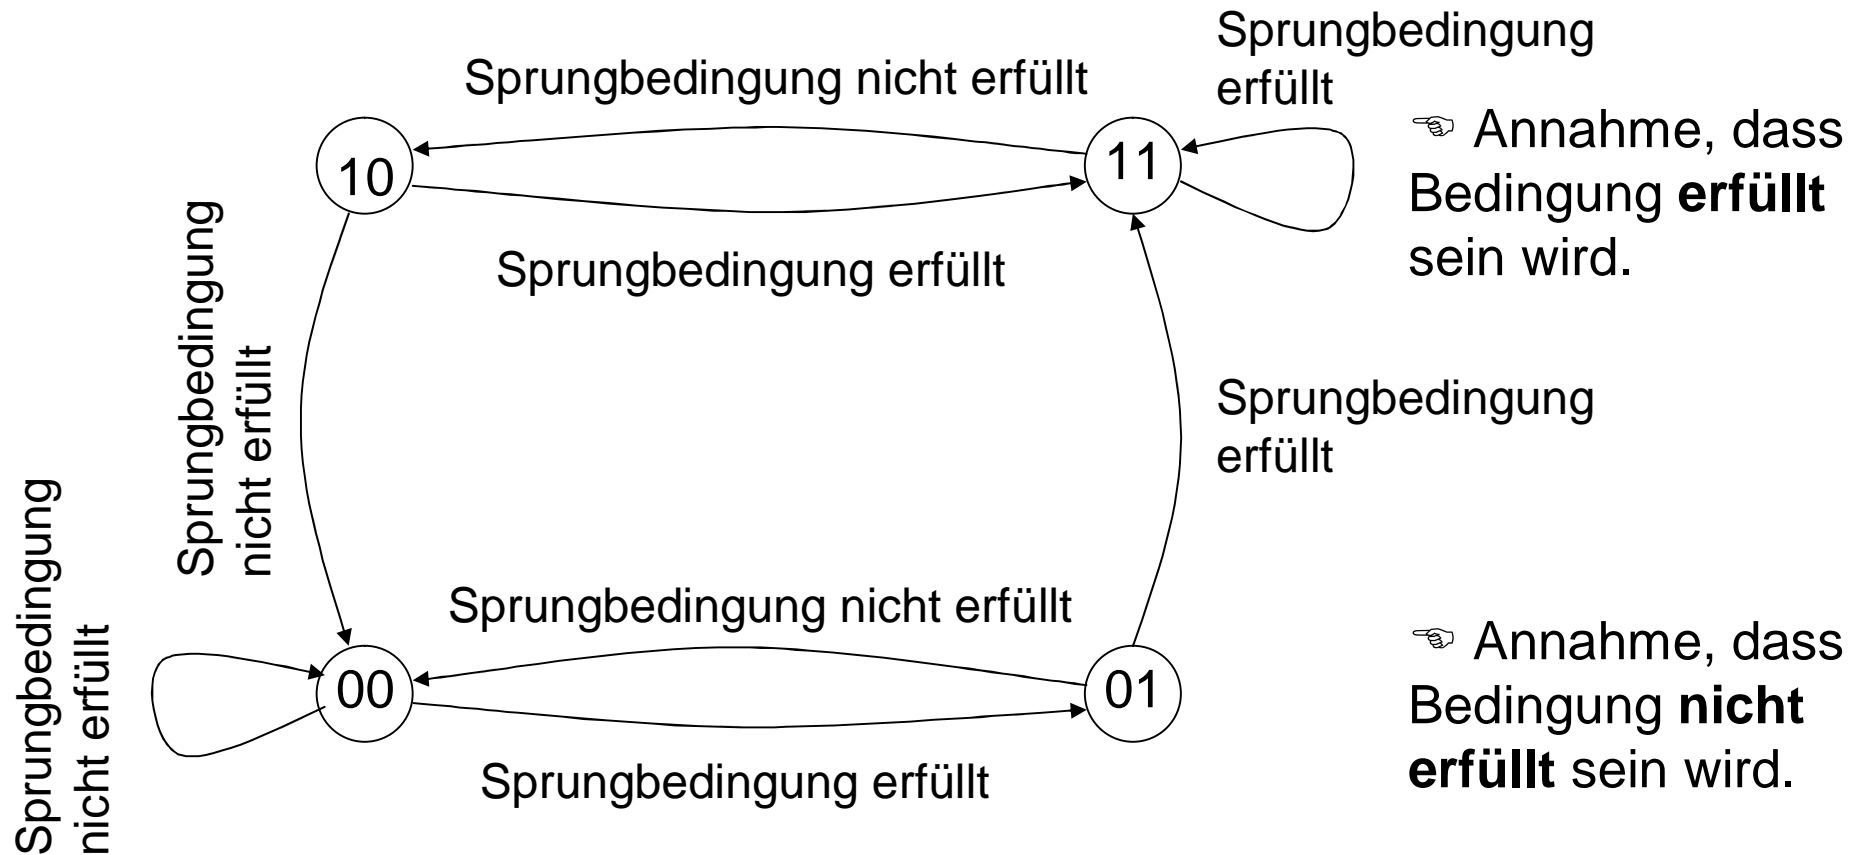 Sprungbedingung
erfüllt
Sprungbedingung nicht erfüllt
☜ Annahme, dass
Bedingung erfüllt
sein wird.
10
11
Sprungbedingung erfüllt
Sprungbedingung
nicht erfüllt
Sprungbedingung
erfüllt
Sprungbedingung
nicht erfüllt
Sprungbedingung nicht erfüllt
☜ Annahme, dass
Bedingung nicht
erfüllt sein wird.
00
01
Sprungbedingung erfüllt